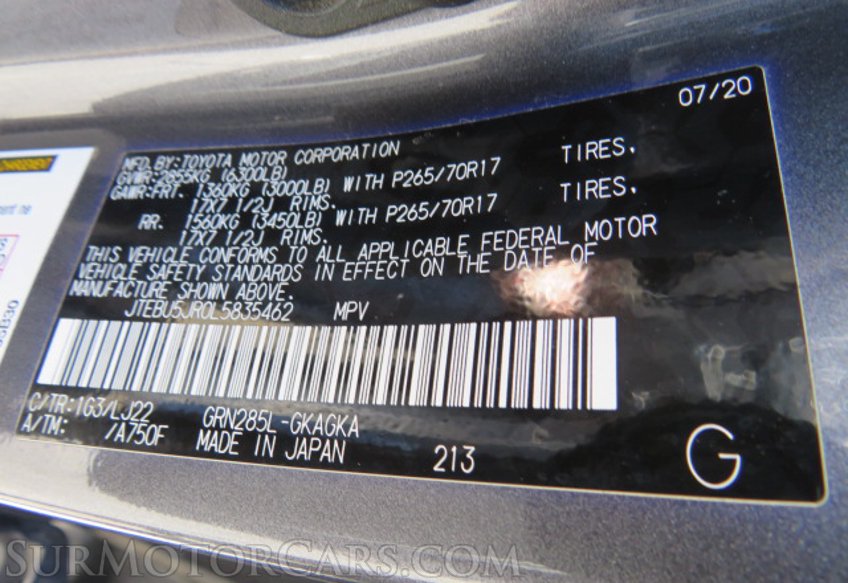 07/20
MFD.BY:TOYOTA MOTOR CORPORATION
GVWR:2855KG (6300LB)
GAWR:FRT. 1360KG (3000LB) WITH P265/70R17 TIRES,
17X7 1/2J RIMS.
RR. 1560KG (3450LB) WITH P265/70R17 TIRES,
17X7 1/2J RIMS.
THIS VEHICLE CONFORMS TO ALL APPLICABLE FEDERAL MOTOR
VEHICLE SAFETY STANDARDS IN EFFECT ON THE DATE OF
MANUFACTURE SHOWN ABOVE.
JTEBU5JR0L5835462 MPV
C/TR:1G3/LJ22 GRN285L-GKAGKA
A/TM: /A750F MADE IN JAPAN 213
G
ment ne
35B30
SURMOTORCARS.COM